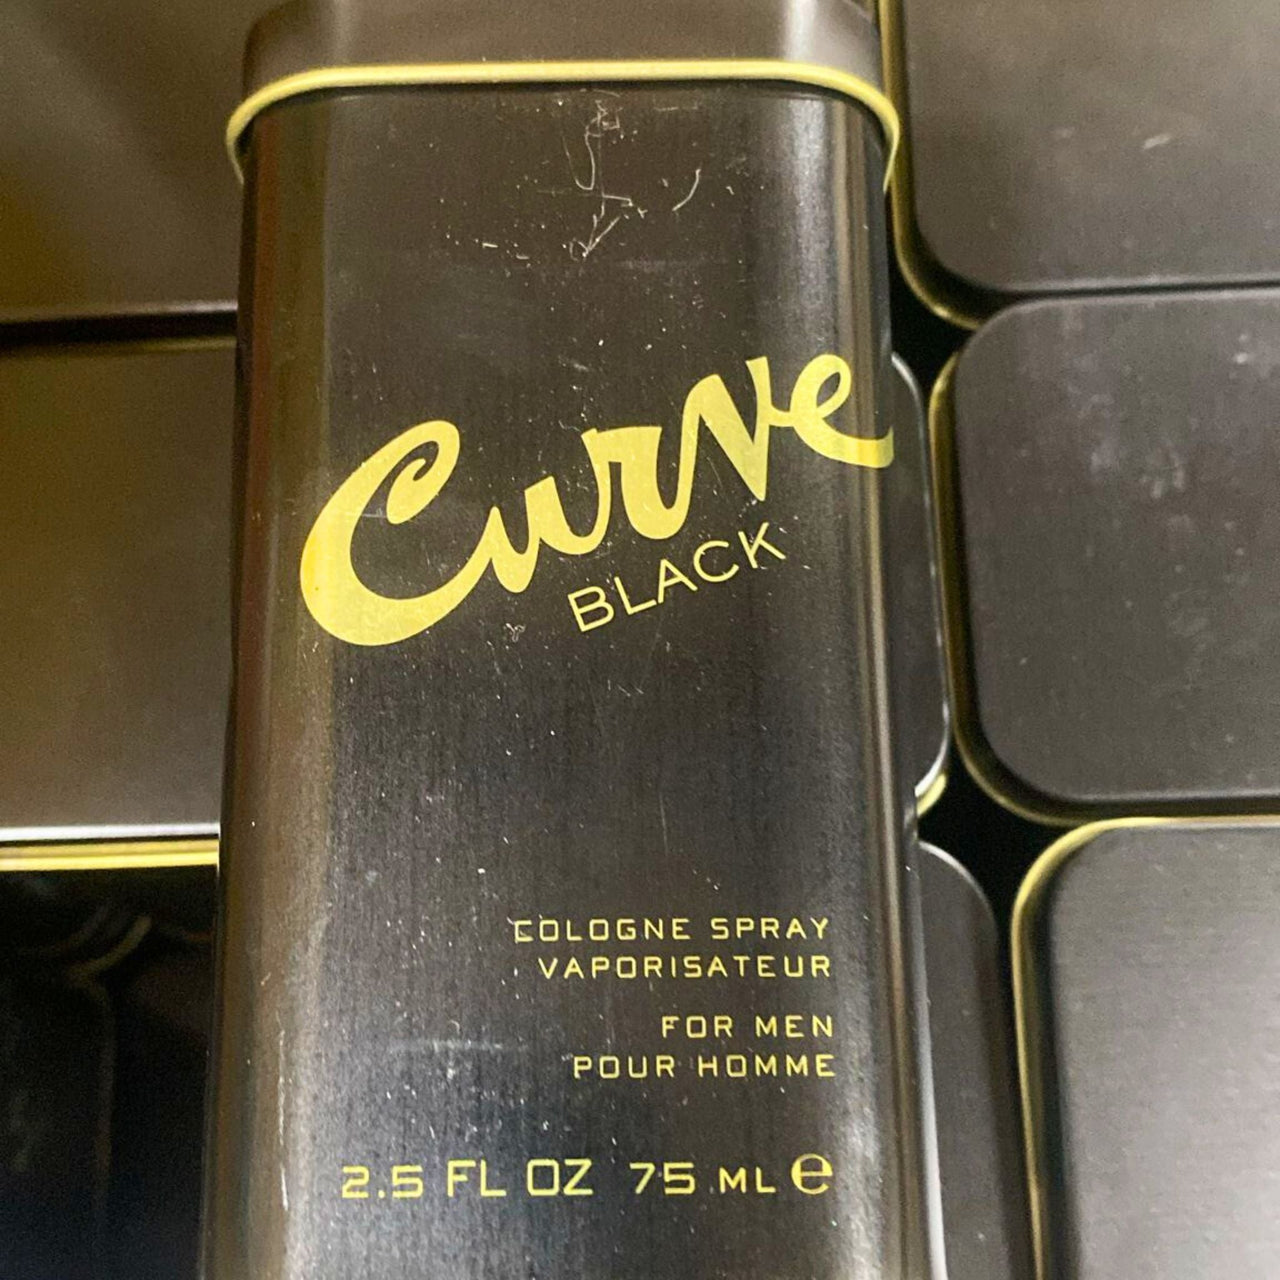 Curve
BLACK
COLOGNE SPRAY
VAPORISATEUR
FOR MEN
POUR HOMME
2.5 FL OZ 75 ML ℮